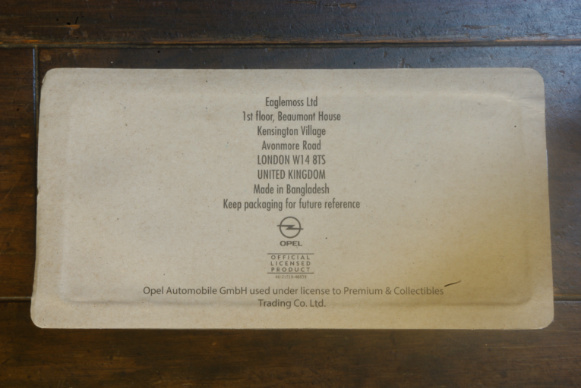 Eaglemoss Ltd
1st floor, Beaumont House
Kensington Village
Avonmore Road
LONDON W14 8TS
UNITED KINGDOM
Made in Bangladesh
Keep packaging for future reference
OPEL
OFFICIAL
LICENSED
PRODUCT
Opel Automobile GmbH used under license to Premium & Collectibles
Trading Co. Ltd.